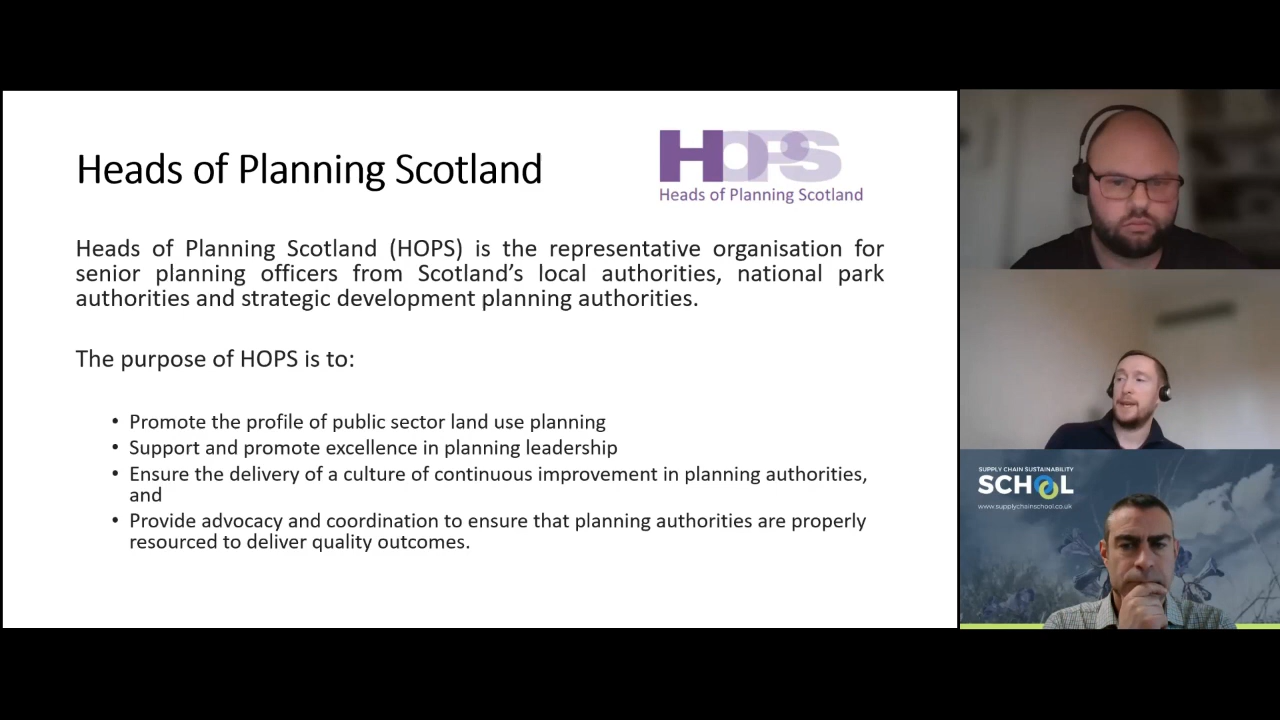 Heads of Planning Scotland
HOPS
Heads of Planning Scotland
Heads of Planning Scotland (HOPS) is the representative organisation for
senior planning officers from Scotland’s local authorities, national park
authorities and strategic development planning authorities.
The purpose of HOPS is to:
• Promote the profile of public sector land use planning
• Support and promote excellence in planning leadership
• Ensure the delivery of a culture of continuous improvement in planning authorities,
and
• Provide advocacy and coordination to ensure that planning authorities are properly
resourced to deliver quality outcomes.
SUPPLY CHAIN SUSTAINABILITY
SCHOOL
www.supplychainschool.co.uk